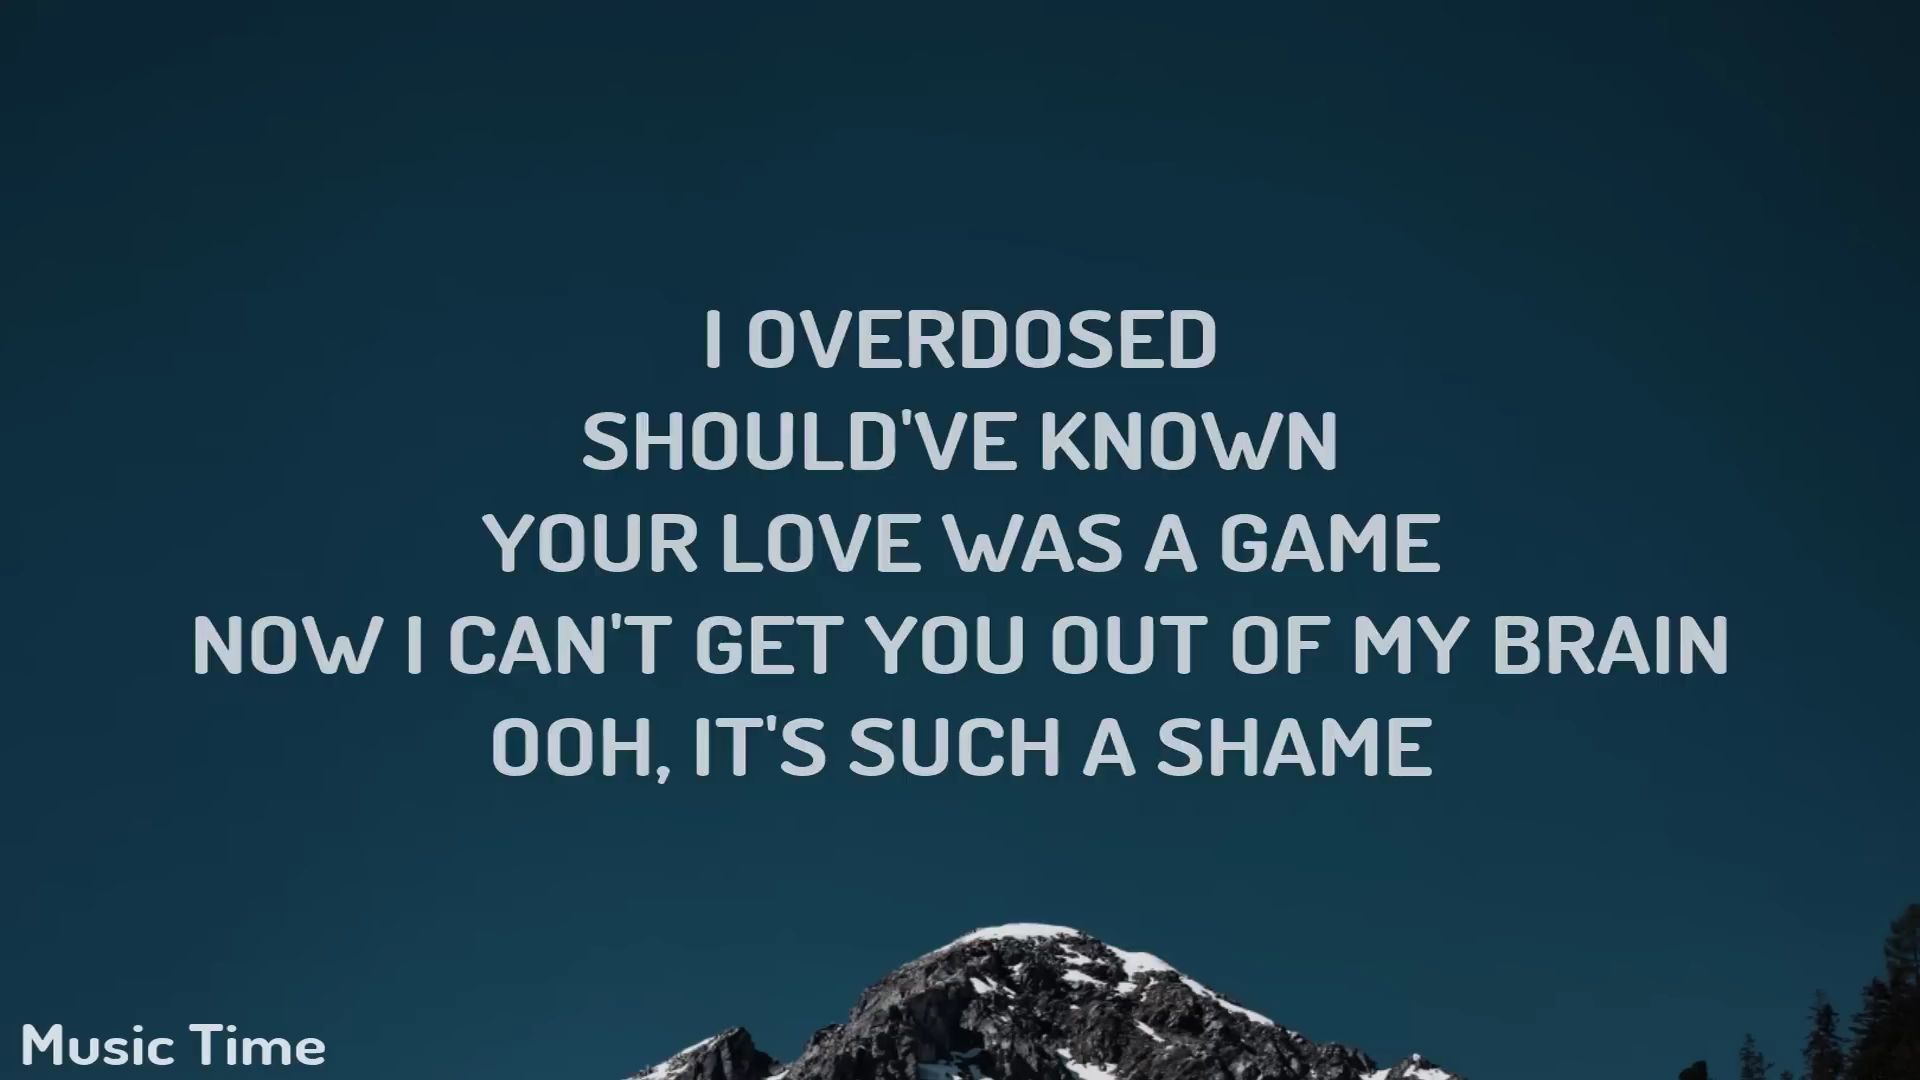 I OVERDOSED
SHOULD'VE KNOWN
YOUR LOVE WAS A GAME
NOW I CAN'T GET YOU OUT OF MY BRAIN
OOH, IT'S SUCH A SHAME
Music Time